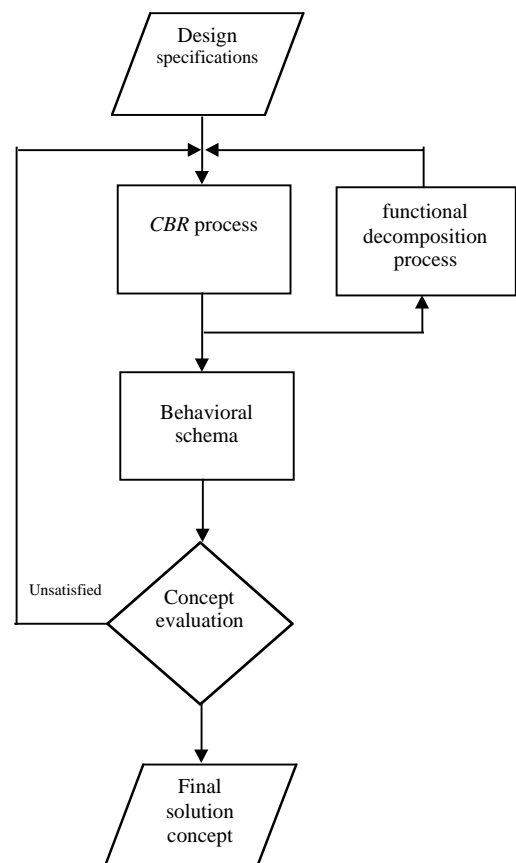 Design
specifications
CBR process
functional
decomposition
process
Behavioral
schema
Unsatisfied
Concept
evaluation
Final
solution
concept